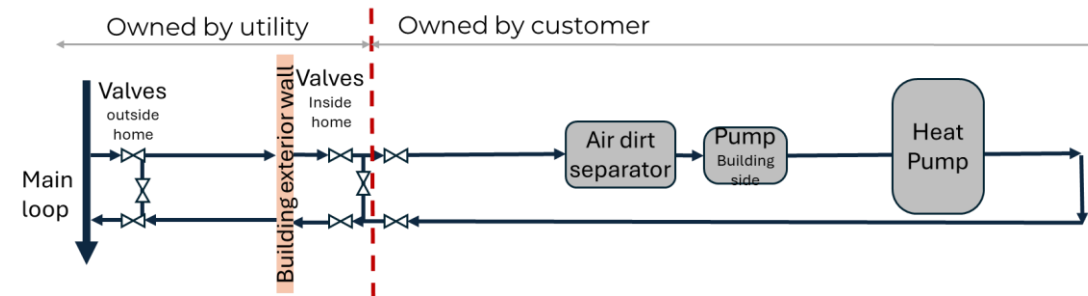 Owned by utility
Owned by customer
Valves
outside
home
Building exterior wall
Valves
Inside
home
Air dirt
separator
Pump
Building
side
Heat
Pump
Main
loop